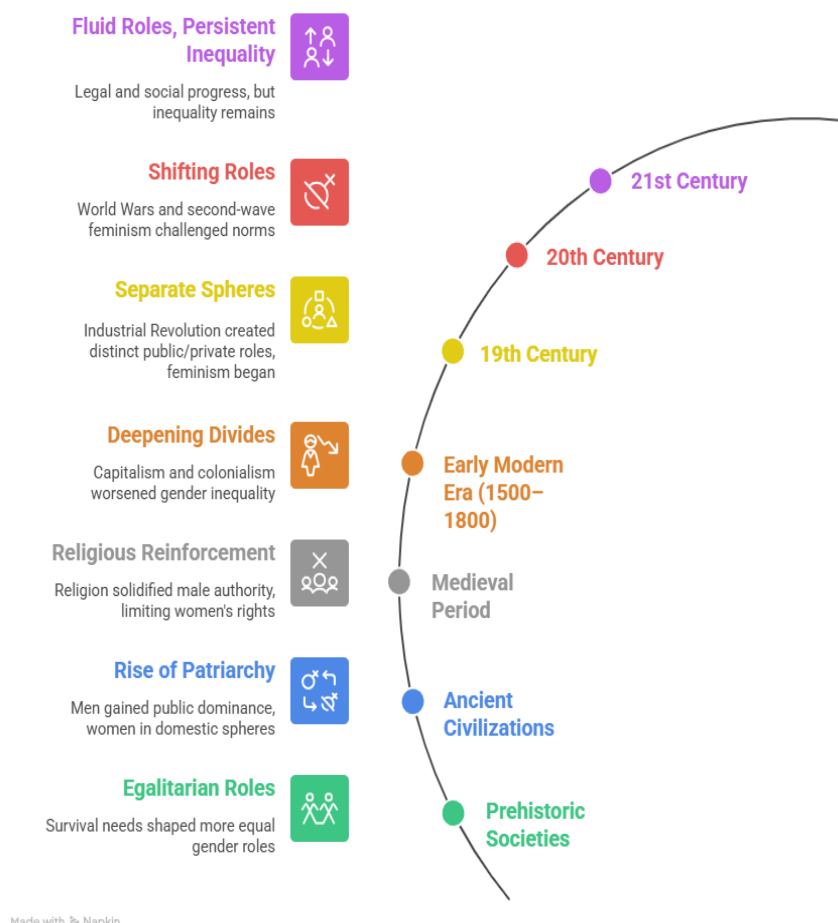 Fluid Roles, Persistent
Inequality
Legal and social progress, but
inequality remains
21st Century
Shifting Roles
World Wars and second-wave
feminism challenged norms
20th Century
Separate Spheres
Industrial Revolution created
distinct public/private roles,
feminism began
19th Century
Deepening Divides
Capitalism and colonialism
worsened gender inequality
Early Modern
Era (1500–
1800)
Religious Reinforcement
Religion solidified male authority,
limiting women's rights
Medieval
Period
Rise of Patriarchy
Men gained public dominance,
women in domestic spheres
Ancient
Civilizations
Egalitarian Roles
Survival needs shaped more equal
gender roles
Prehistoric
Societies
Made with Napkin